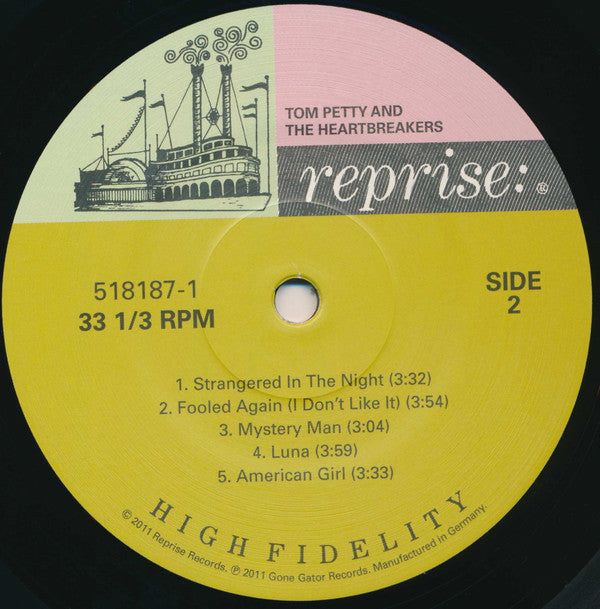 TOM PETTY AND
THE HEARTBREAKERS
reprise: ®
518187-1
33 1/3 RPM
SIDE
2
1. Strangered In The Night (3:32)
2. Fooled Again (I Don't Like It) (3:54)
3. Mystery Man (3:04)
4. Luna (3:59)
5. American Girl (3:33)
HIGH FIDELITY
© 2011 Reprise Records. ℗ 2011 Gone Gator Records. Manufactured in Germany.